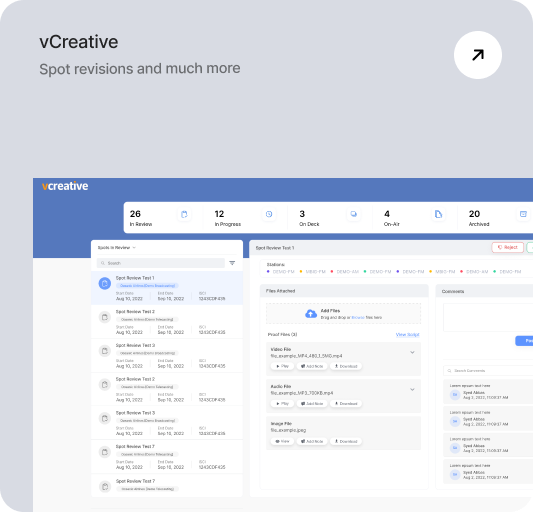 vCreative
Spot revisions and much more
vcreative
26
In Review
12
In Progress
3
On Deck
4
On-Air
20
Archived
Spots In Review
Search
Spot Review Test 1
Start Date End Date ISCI
Aug 10, 2022 Sep 10, 2022 1243CDF435
Spot Review Test 2
Start Date End Date ISCI
Aug 10, 2022 Sep 10, 2022 1243CDF435
Spot Review Test 3
Start Date End Date ISCI
Aug 10, 2022 Sep 10, 2022 1243CDF435
Spot Review Test 2
Start Date End Date ISCI
Aug 10, 2022 Sep 10, 2022 1243CDF435
Spot Review Test 3
Start Date End Date ISCI
Aug 10, 2022 Sep 10, 2022 1243CDF435
Spot Review Test 7
Start Date End Date ISCI
Aug 10, 2022 Sep 10, 2022 1243CDF435
Spot Review Test 7
Spot Review Test 1
Reject
Stations:
DEMO-FM DEMO-FM DEMO-AM DEMO-FM DEMO-FM DEMO-FM DEMO-AM DEMO-FM
Files Attached
Add Files
Drag and drop or Browse files here
Proof Files (3)
View Script
Video File
file_example_MP4_480_1_5MG.mp4
Play Add Note Download
Audio File
file_example_MP3_700KB.mp4
Play Add Note Download
Image File
file_example.jpeg
View Add Note Download
Comments
Search Comments
Lorem ipsum text here
Syed Abbas
Aug 2, 2022, 11:09:37 AM
Lorem ipsum text here
Syed Abbas
Aug 2, 2022, 11:09:37 AM
Lorem ipsum text here
Syed Abbas
Aug 2, 2022, 11:09:37 AM
Lorem ipsum text here
Syed Abbas
Aug 2, 2022, 11:09:37 AM